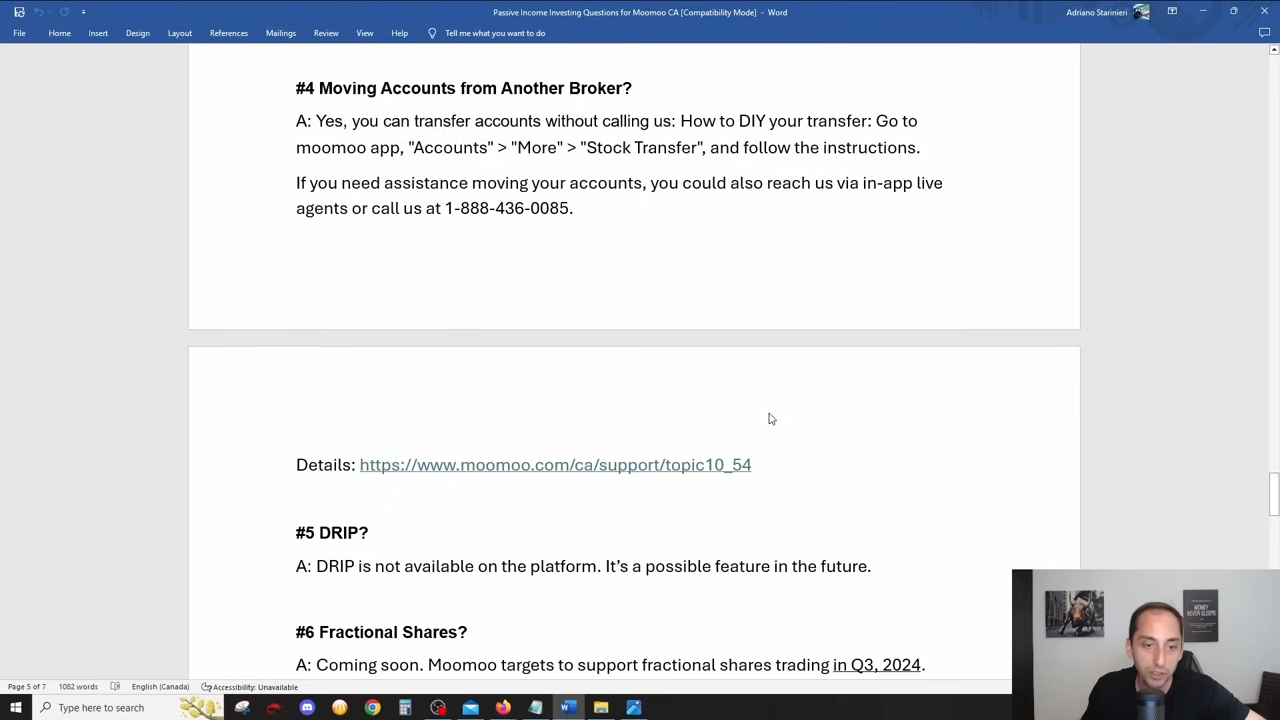 Passive Income Investing Questions for Moomoo CA [Compatibility Mode] - Word
Adriano Starinieri
File Home Insert Design Layout References Mailings Review View Help Tell me what you want to do
#4 Moving Accounts from Another Broker?
A: Yes, you can transfer accounts without calling us: How to DIY your transfer: Go to
moomoo app, "Accounts" > "More" > "Stock Transfer", and follow the instructions.
If you need assistance moving your accounts, you could also reach us via in-app live
agents or call us at 1-888-436-0085.
Details: https://www.moomoo.com/ca/support/topic10_54
#5 DRIP?
A: DRIP is not available on the platform. It’s a possible feature in the future.
#6 Fractional Shares?
A: Coming soon. Moomoo targets to support fractional shares trading in Q3, 2024.
MONEY
NEVER SLEEPS
Page 5 of 7 1082 words English (Canada) Accessibility: Unavailable
Type here to search